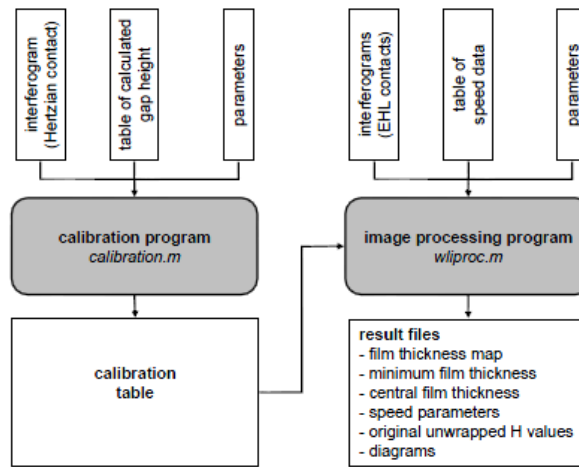 interferogram
(Hertzian contact)
table of calculated
gap height
parameters
interferograms
(EHL contacts)
table of
speed data
parameters
calibration program
calibration.m
image processing program
wliproc.m
calibration
table
result files
- film thickness map
- minimum film thickness
- central film thickness
- speed parameters
- original unwrapped H values
- diagrams